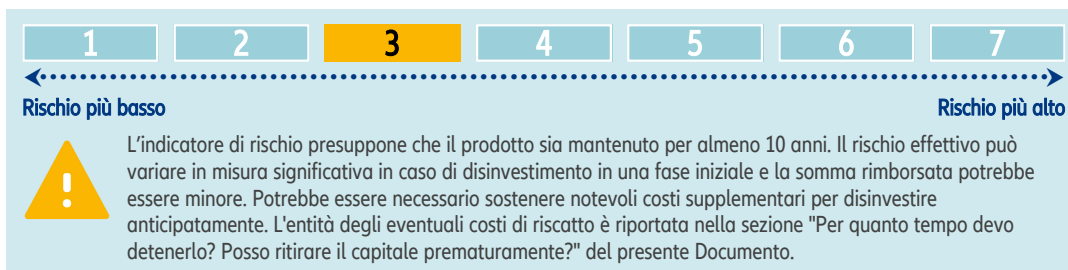 1 2 3 4 5 6 7
Rischio più basso Rischio più alto
L'indicatore di rischio presuppone che il prodotto sia mantenuto per almeno 10 anni. Il rischio effettivo può
variare in misura significativa in caso di disinvestimento in una fase iniziale e la somma rimborsata potrebbe
essere minore. Potrebbe essere necessario sostenere notevoli costi supplementari per disinvestire
anticipatamente. L'entità degli eventuali costi di riscatto è riportata nella sezione "Per quanto tempo devo
detenerlo? Posso ritirare il capitale prematuramente?" del presente Documento.